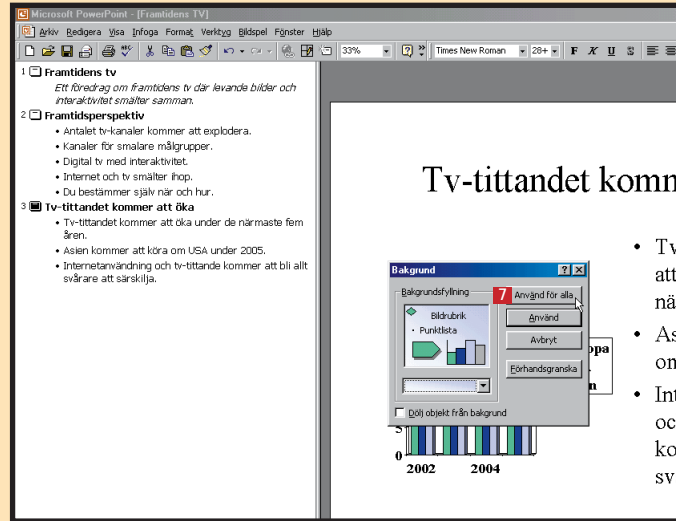 Microsoft PowerPoint - [Framtidens TV]
Arkiv Redigera Visa Infoga Format Verktyg Bildspel Fönster Hjälp
33% Times New Roman 28+ F K U S
1 Framtidens tv
Ett föredrag om framtidens tv där levande bilder och
interaktivitet smälter samman.
2 Framtidsperspektiv
• Antalet tv-kanaler kommer att explodera.
• Kanaler för smalare målgrupper.
• Digital tv med interaktivitet.
• Internet och tv smälter ihop.
• Du bestämmer själv när och hur.
3 Tv-tittandet kommer att öka
• Tv-tittandet kommer att öka under de närmaste fem
åren.
• Asien kommer att köra om USA under 2005.
• Internetanvändning och tv-tittande kommer att bli allt
svårare att särskilja.
Tv-tittandet komm
• Tv
att
nä
• As
om
• Int
oc
ko
sv
Bakgrund
Bakgrundsfyllning
Bildrubrik
• Punktlista
7 Använd för alla
Använd
Avbryt
Förhandsgranska
Dölj objekt från bakgrund
opa
n
5
0
2002 2004